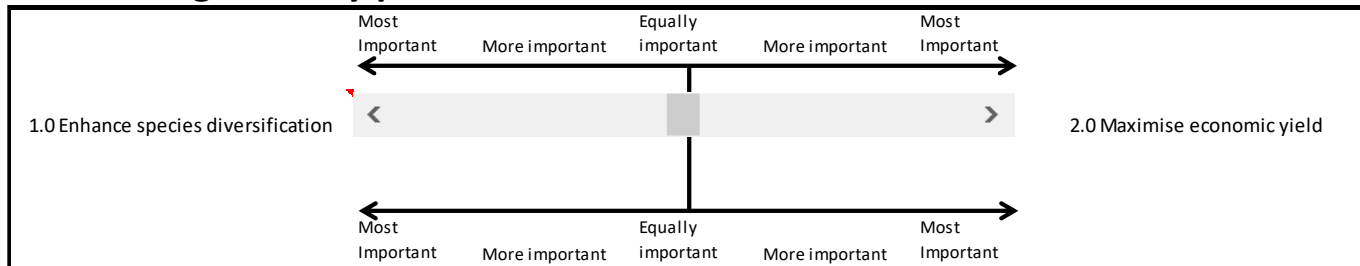 Most Equally Most
Important More important important More important Important
1.0 Enhance species diversification 2.0 Maximise economic yield
Most Equally Most
Important More important important More important Important